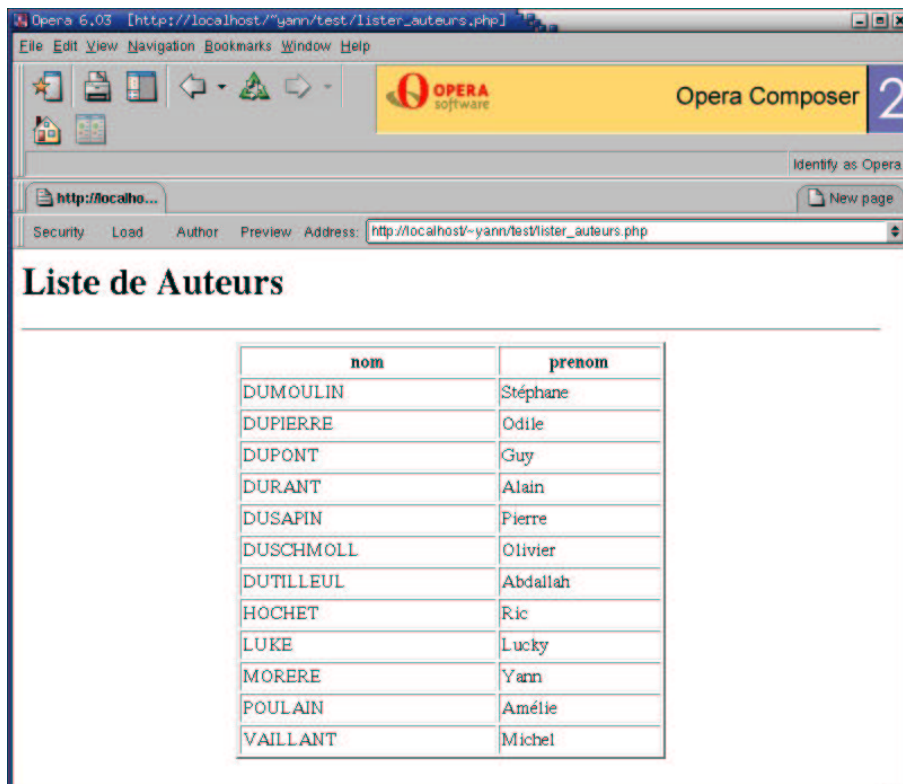 Opera 6.03 [http://localhost/~yann/test/lister_auteurs.php]
File Edit View Navigation Bookmarks Window Help
OPERA software
Opera Composer 2
Identify as Opera
http://localho... New page
Security Load Author Preview Address: http://localhost/~yann/test/lister_auteurs.php
Liste de Auteurs
nom prenom
DUMOULIN Stéphane
DUPIERRE Odile
DUPONT Guy
DURANT Alain
DUSAPIN Pierre
DUSCHMOLL Olivier
DUTILLEUL Abdallah
HOCHET Ric
LUKE Lucky
MORERE Yann
POULAIN Amélie
VAILLANT Michel